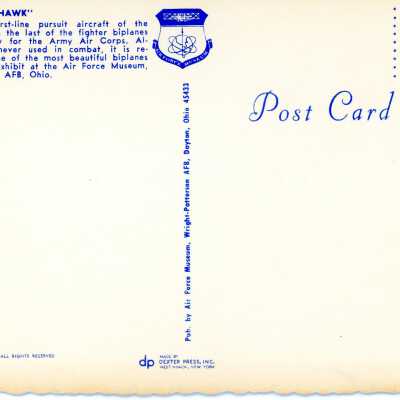 HAWK"
rst-line pursuit aircraft of the
the last of the fighter biplanes
for the Army Air Corps. Al-
never used in combat, it is re-
e of the most beautiful biplanes
xhibit at the Air Force Museum,
AFB, Ohio.
Post Card
Pub. by Air Force Museum, Wright-Patterson AFB, Dayton, Ohio 45433
ALL RIGHTS RESERVED
dp
MADE BY
DEXTER PRESS, INC.
WEST NYACK, NEW YORK